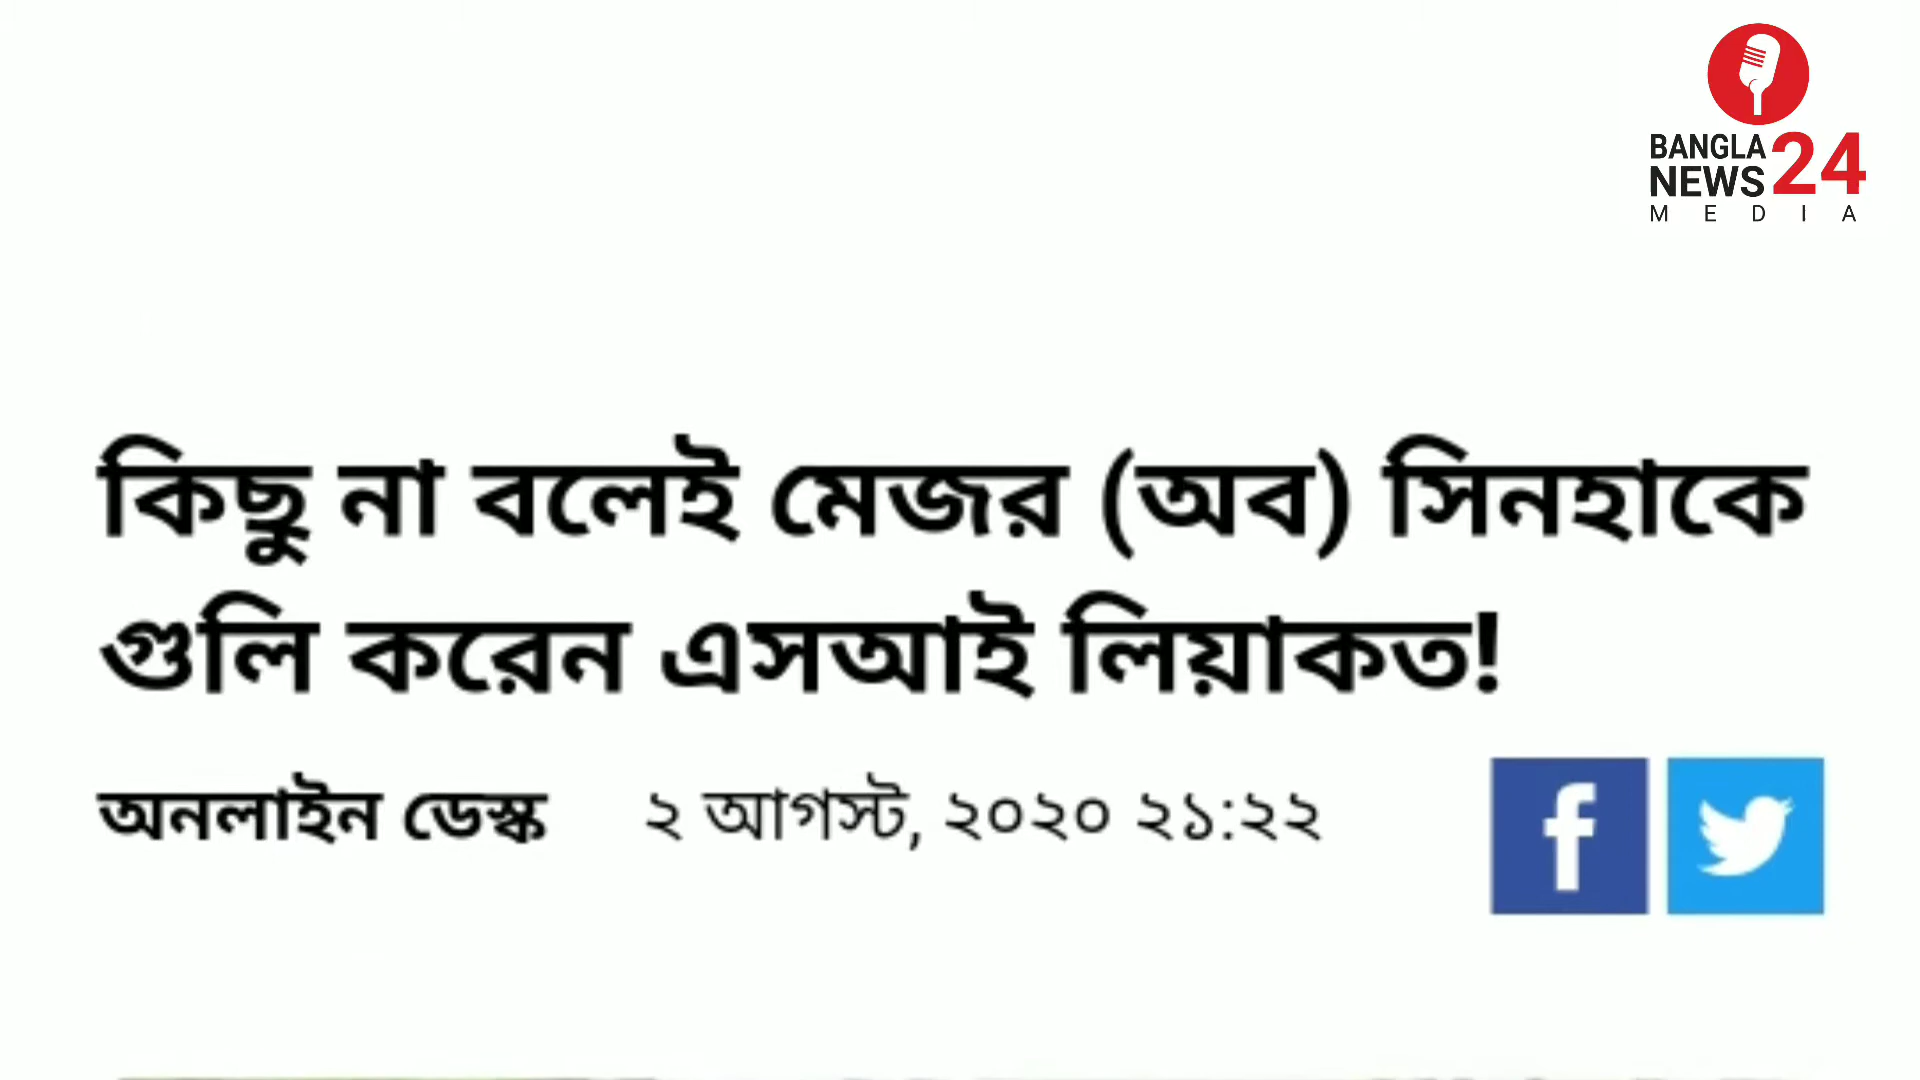 BANGLA
NEWS 24
MEDIA
কিছু না বলেই মেজর (অব) সিনহাকে
গুলি করেন এসআই লিয়াকত!
অনলাইন ডেস্ক ২ আগস্ট, ২০২০ ২১:২২